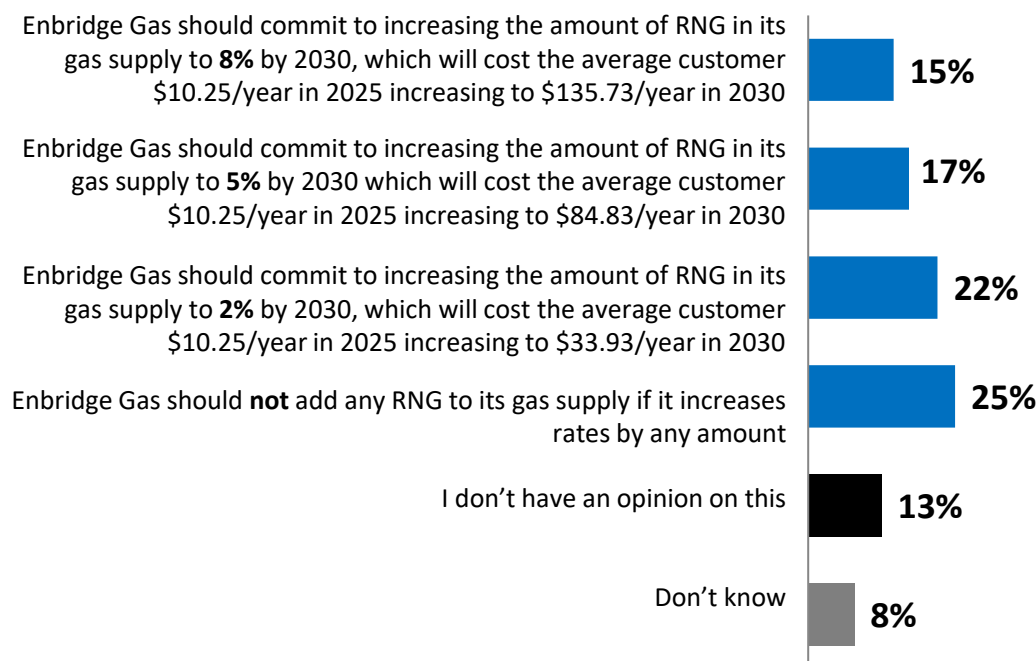 Enbridge Gas should commit to increasing the amount of RNG in its
gas supply to 8% by 2030, which will cost the average customer
$10.25/year in 2025 increasing to $135.73/year in 2030
15%
Enbridge Gas should commit to increasing the amount of RNG in its
gas supply to 5% by 2030 which will cost the average customer
$10.25/year in 2025 increasing to $84.83/year in 2030
17%
Enbridge Gas should commit to increasing the amount of RNG in its
gas supply to 2% by 2030, which will cost the average customer
$10.25/year in 2025 increasing to $33.93/year in 2030
22%
Enbridge Gas should not add any RNG to its gas supply if it increases
rates by any amount
25%
I don’t have an opinion on this
13%
Don’t know
8%